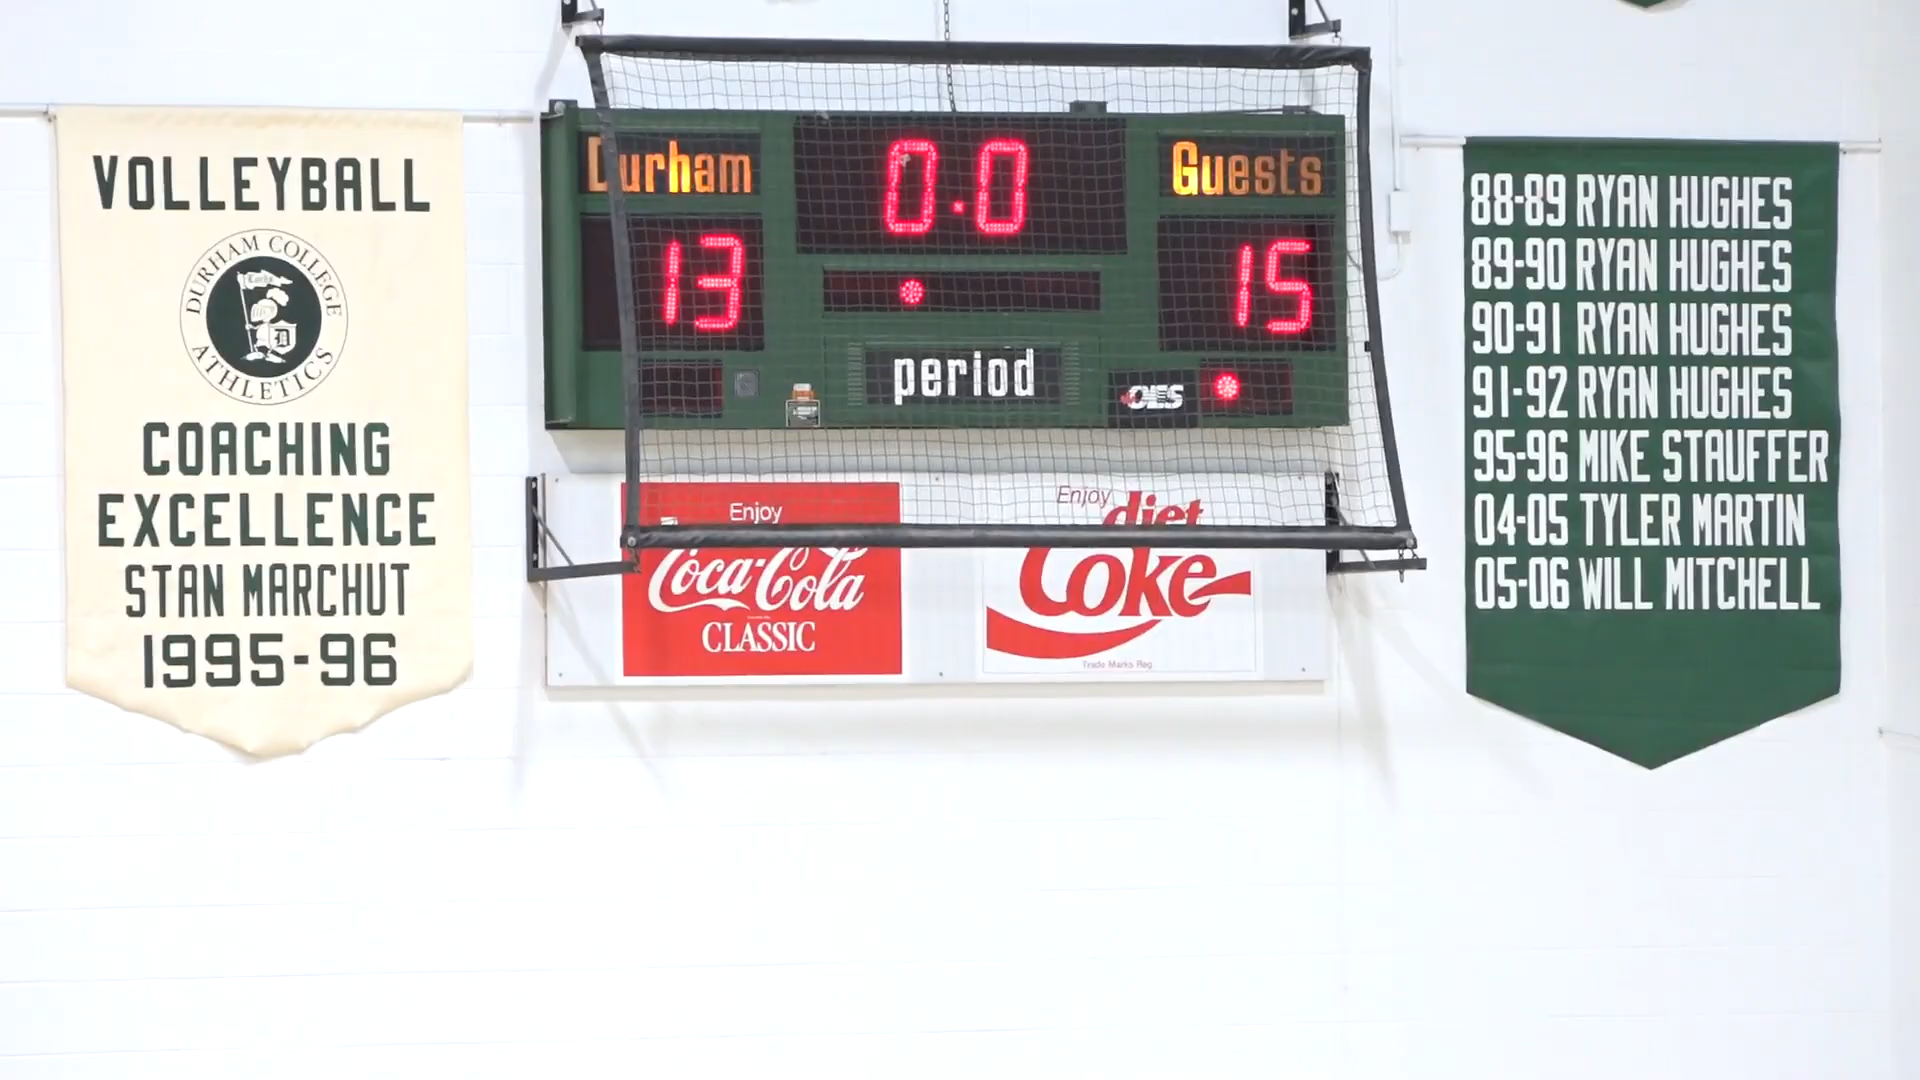 VOLLEYBALL
DURHAM COLLEGE
ATHLETICS
D
COACHING
EXCELLENCE
STAN MARCHUT
1995-96
Durham
0.0
Guests
13
15
period
OES
Enjoy
Coca-Cola
CLASSIC
Enjoy
diet
Coke
Trade Marks Reg
88-89 RYAN HUGHES
89-90 RYAN HUGHES
90-91 RYAN HUGHES
91-92 RYAN HUGHES
95-96 MIKE STAUFFER
04-05 TYLER MARTIN
05-06 WILL MITCHELL